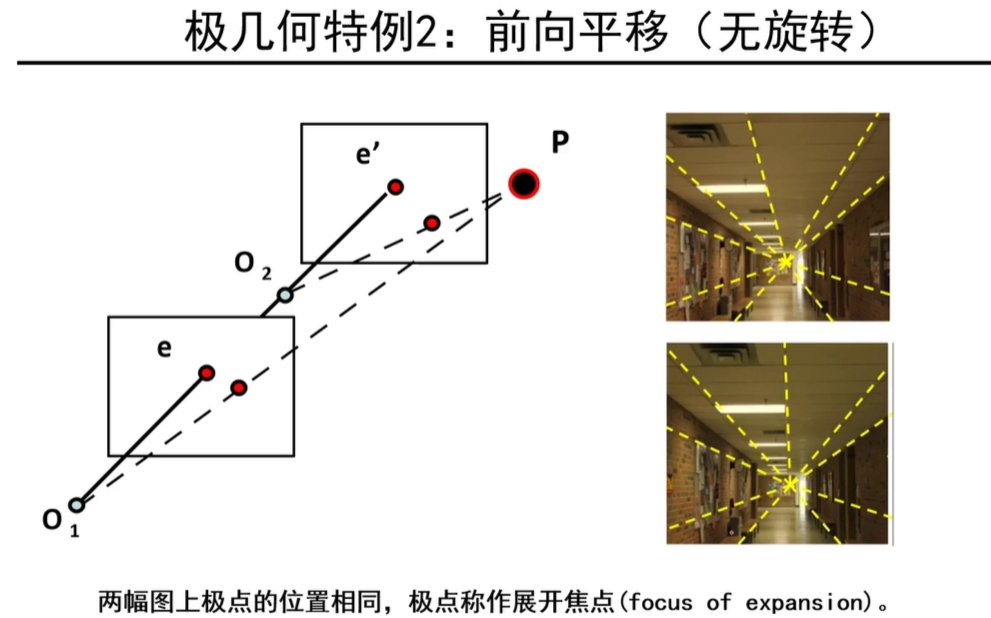 极几何特例2：前向平移（无旋转）
P
e’
O 2
e
O 1
两幅图上极点的位置相同，极点称作展开焦点(focus of expansion)。